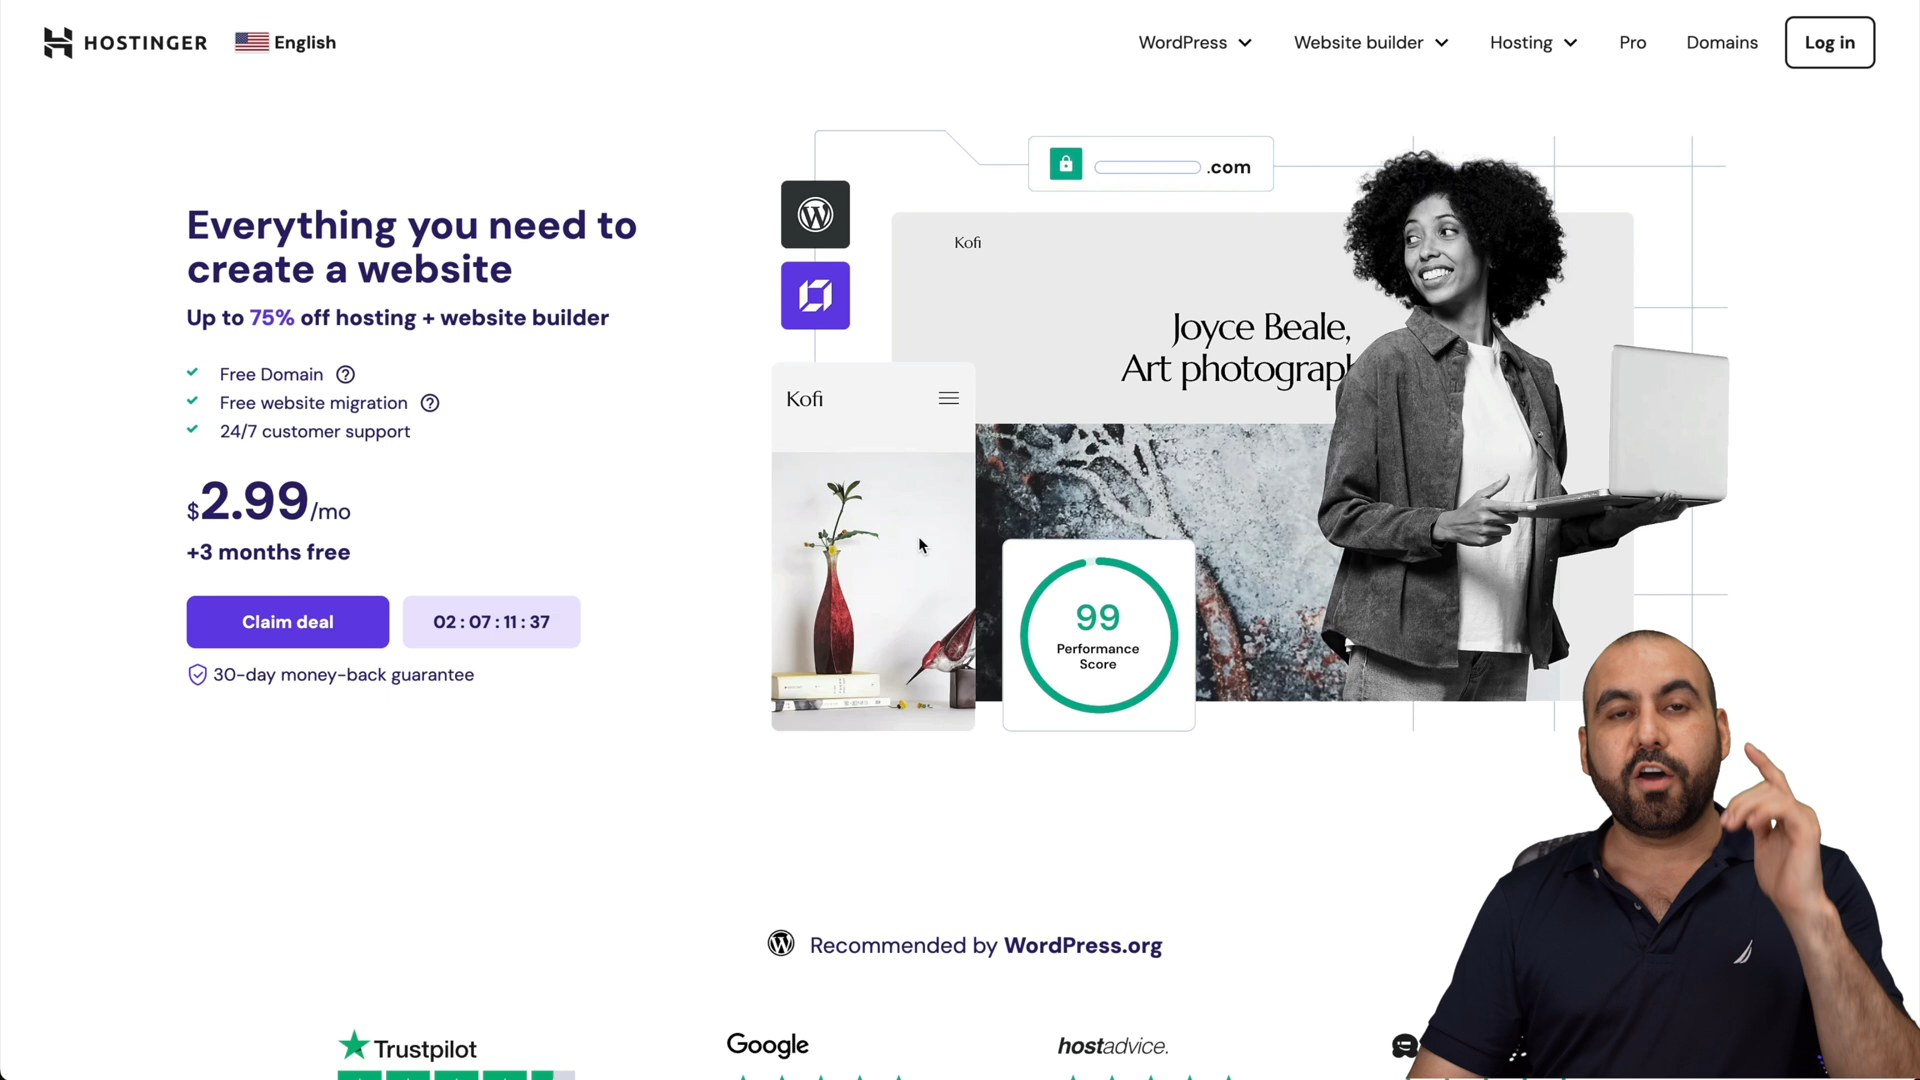 HOSTINGER
English
WordPress
Website builder
Hosting
Pro
Domains
Log in
.com
Everything you need to
create a website
Up to 75% off hosting + website builder
Free Domain
Free website migration
24/7 customer support
$2.99/mo
+3 months free
Claim deal
02 : 07 : 11 : 37
30-day money-back guarantee
Kofi
Joyce Beale,
Art photograp
Kofi
99
Performance
Score
Recommended by WordPress.org
Trustpilot
Google
hostadvice.